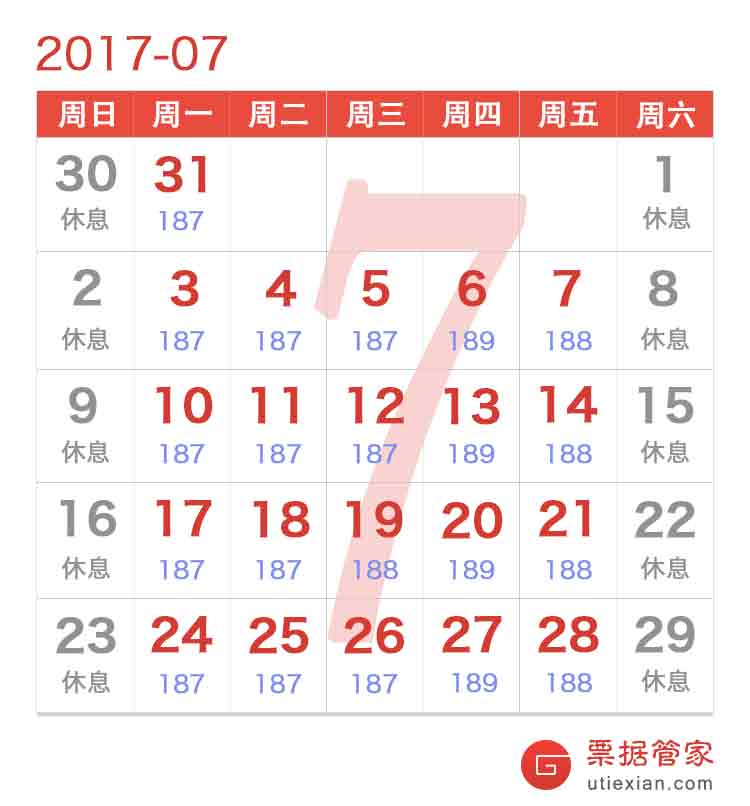 2017-07
周日 周一 周二 周三 周四 周五 周六
30 31 1
休息 187 休息
2 3 4 5 6 7 8
休息 187 187 187 189 188 休息
9 10 11 12 13 14 15
休息 187 187 187 189 188 休息
16 17 18 19 20 21 22
休息 187 187 188 189 188 休息
23 24 25 26 27 28 29
休息 187 187 187 189 188 休息
7
票据管家
utiexian.com